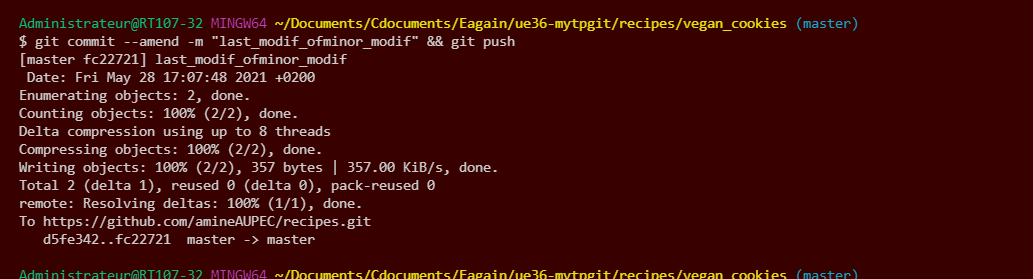 Administrateur@RT107-32 MINGW64 ~/Documents/Cdocuments/Eagain/ue36-mytpgit/recipes/vegan_cookies (master)
$ git commit --amend -m "last_modif_ofminor_modif" && git push
[master fc22721] last_modif_ofminor_modif
 Date: Fri May 28 17:07:48 2021 +0200
Enumerating objects: 2, done.
Counting objects: 100% (2/2), done.
Delta compression using up to 8 threads
Compressing objects: 100% (2/2), done.
Writing objects: 100% (2/2), 357 bytes | 357.00 KiB/s, done.
Total 2 (delta 1), reused 0 (delta 0), pack-reused 0
remote: Resolving deltas: 100% (1/1), done.
To https://github.com/amineAUPEC/recipes.git
   d5fe342..fc22721  master -> master
Administrateur@RT107-32 MINGW64 ~/Documents/Cdocuments/Eagain/ue36-mytpgit/recipes/vegan_cookies (master)